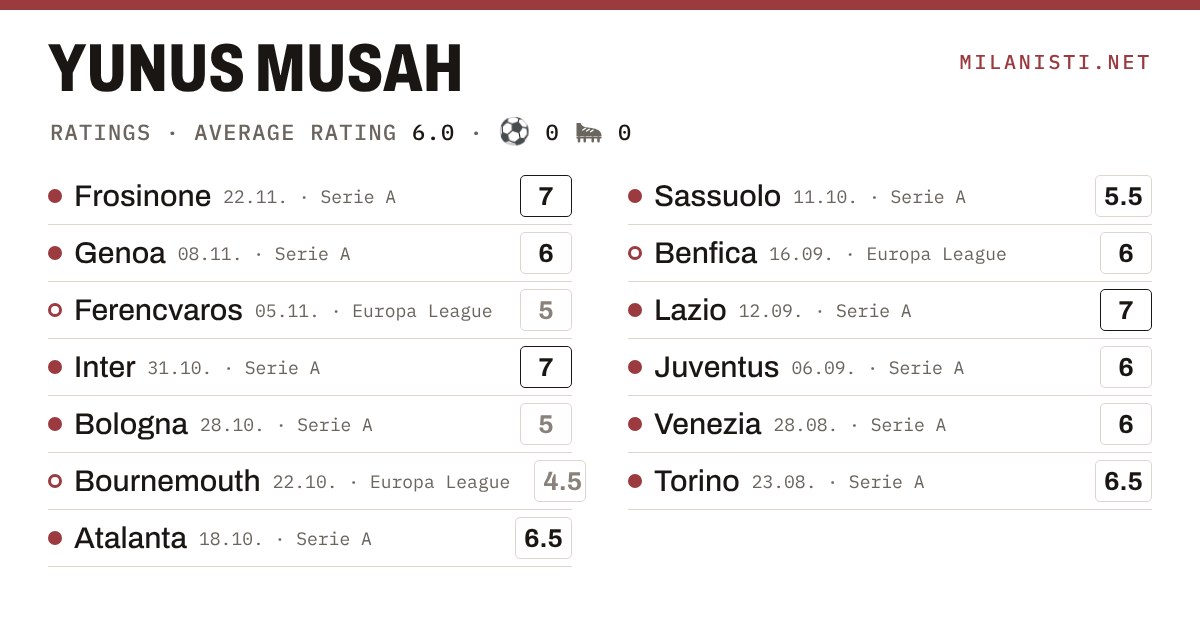 YUNUS MUSAH
MILANISTI.NET
RATINGS · AVERAGE RATING 6.0 · ⚽ 0 0
Frosinone 22.11. · Serie A 7
Genoa 08.11. · Serie A 6
Ferencvaros 05.11. · Europa League 5
Inter 31.10. · Serie A 7
Bologna 28.10. · Serie A 5
Bournemouth 22.10. · Europa League 4.5
Atalanta 18.10. · Serie A 6.5
Sassuolo 11.10. · Serie A 5.5
Benfica 16.09. · Europa League 6
Lazio 12.09. · Serie A 7
Juventus 06.09. · Serie A 6
Venezia 28.08. · Serie A 6
Torino 23.08. · Serie A 6.5